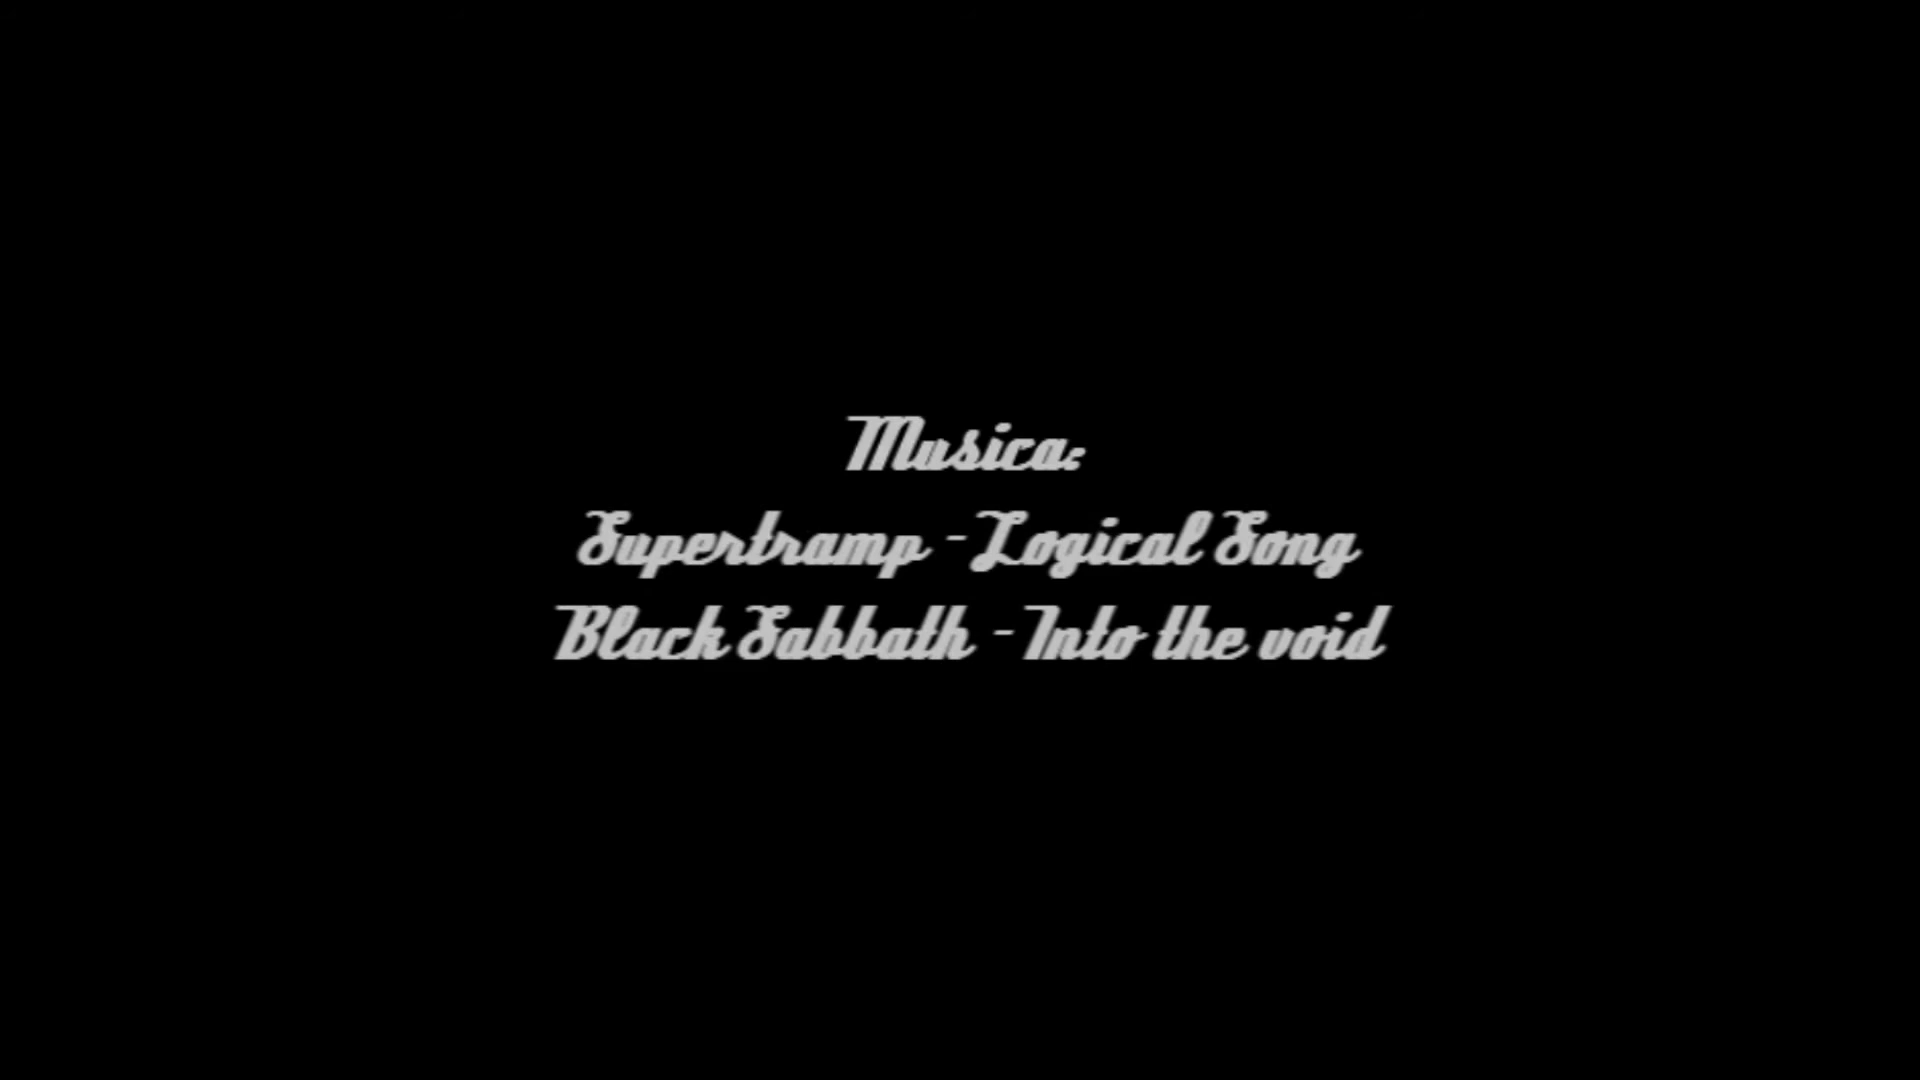 Musica:
Supertramp - Logical Song
Black Sabbath - Into the void